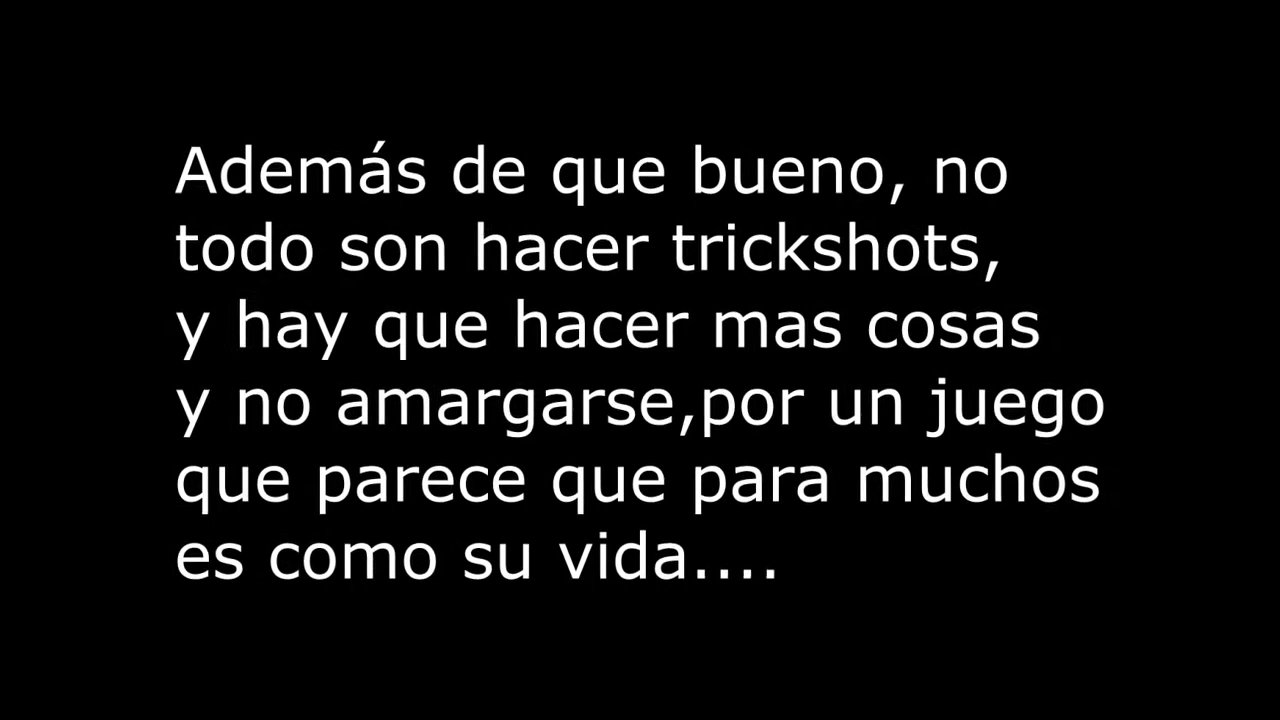 Además de que bueno, no
todo son hacer trickshots,
y hay que hacer mas cosas
y no amargarse,por un juego
que parece que para muchos
es como su vida....